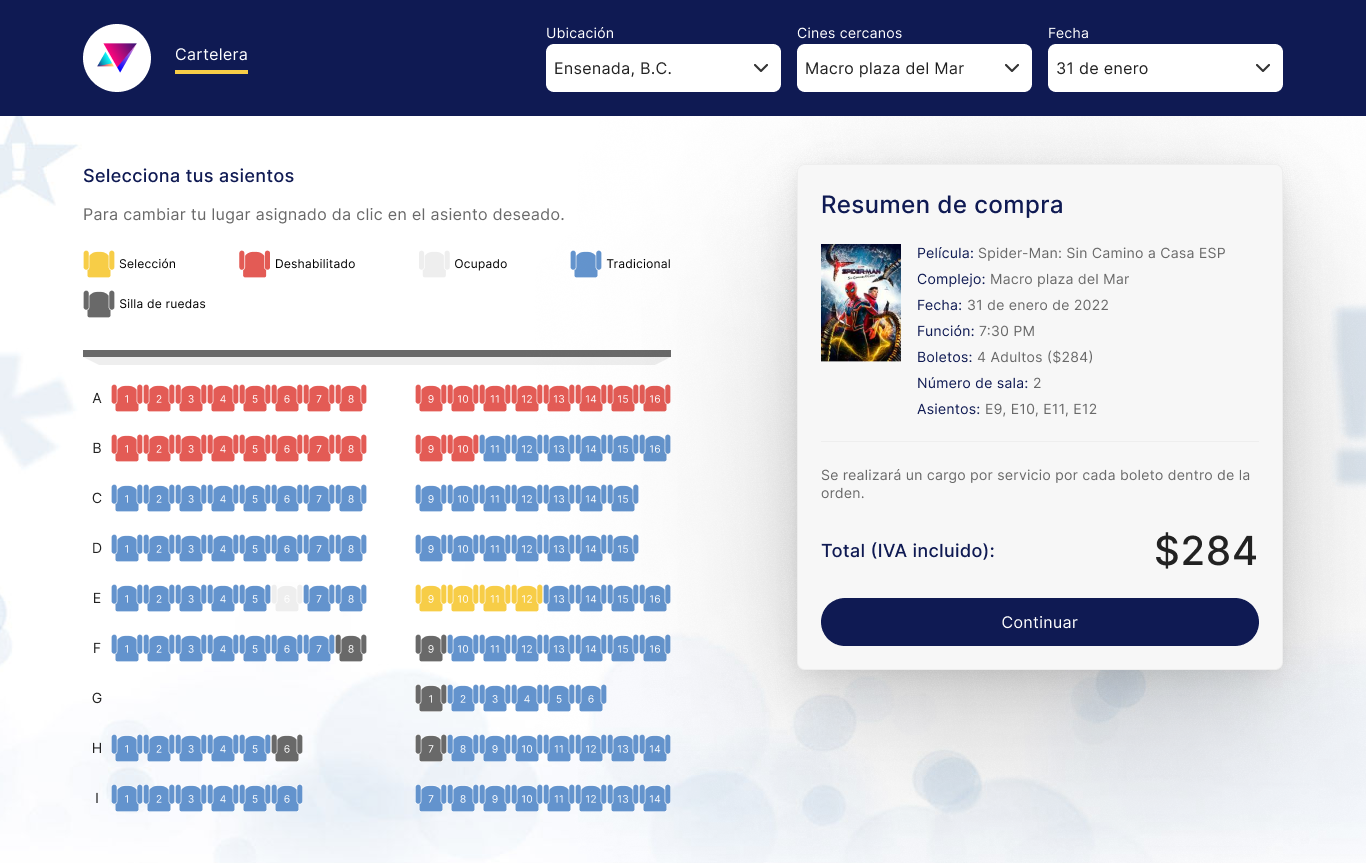 Cartelera
Ubicación
Ensenada, B.C.
Cines cercanos
Macro plaza del Mar
Fecha
31 de enero
Selecciona tus asientos
Para cambiar tu lugar asignado da clic en el asiento deseado.
Selección
Deshabilitado
Ocupado
Tradicional
Silla de ruedas
A 1 2 3 4 5 6 7 8 9 10 11 12 13 14 15 16
B 1 2 3 4 5 6 7 8 9 10 11 12 13 14 15 16
C 1 2 3 4 5 6 7 8 9 10 11 12 13 14 15
D 1 2 3 4 5 6 7 8 9 10 11 12 13 14 15
E 1 2 3 4 5 6 7 8 9 10 11 12 13 14 15 16
F 1 2 3 4 5 6 7 8 9 10 11 12 13 14 15 16
G 1 2 3 4 5 6
H 1 2 3 4 5 6 7 8 9 10 11 12 13 14
I 1 2 3 4 5 6 7 8 9 10 11 12 13 14
Resumen de compra
SPIDER-MAN
Película: Spider-Man: Sin Camino a Casa ESP
Complejo: Macro plaza del Mar
Fecha: 31 de enero de 2022
Función: 7:30 PM
Boletos: 4 Adultos ($284)
Número de sala: 2
Asientos: E9, E10, E11, E12
Se realizará un cargo por servicio por cada boleto dentro de la
orden.
Total (IVA incluido): $284
Continuar